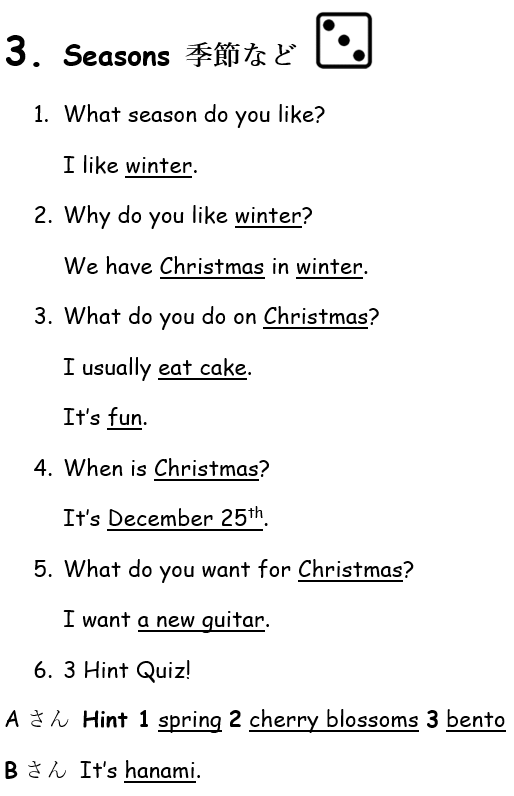 3. Seasons 季節など
1. What season do you like?
I like winter.
2. Why do you like winter?
We have Christmas in winter.
3. What do you do on Christmas?
I usually eat cake.
It's fun.
4. When is Christmas?
It's December 25th.
5. What do you want for Christmas?
I want a new guitar.
6. 3 Hint Quiz!
A さん Hint 1 spring 2 cherry blossoms 3 bento
B さん It's hanami.